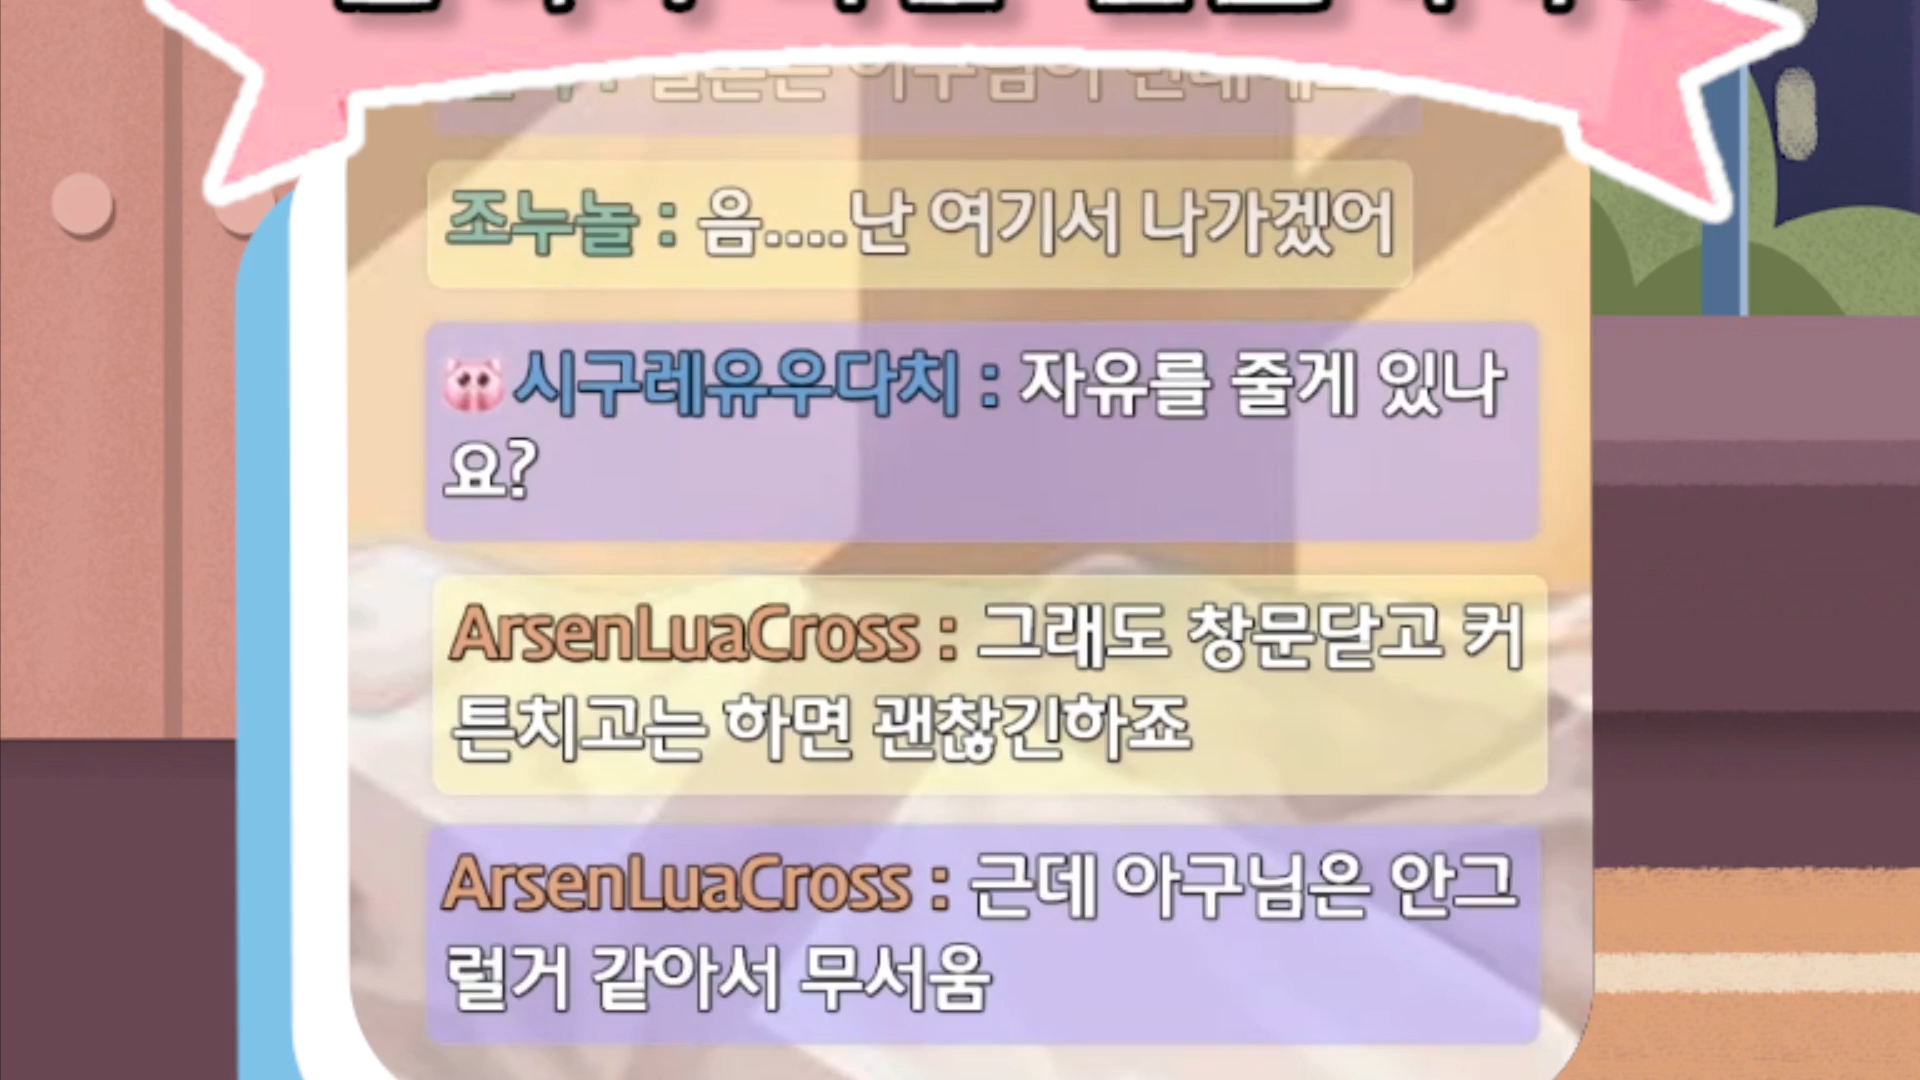 조누놀 : 음....난 여기서 나가겠어
시구레유우다치 : 자유를 줄게 있나
요?
ArsenLuaCross : 그래도 창문닫고 커
튼치고는 하면 괜찮긴하죠
ArsenLuaCross : 근데 아구님은 안그
럴거 같아서 무서움